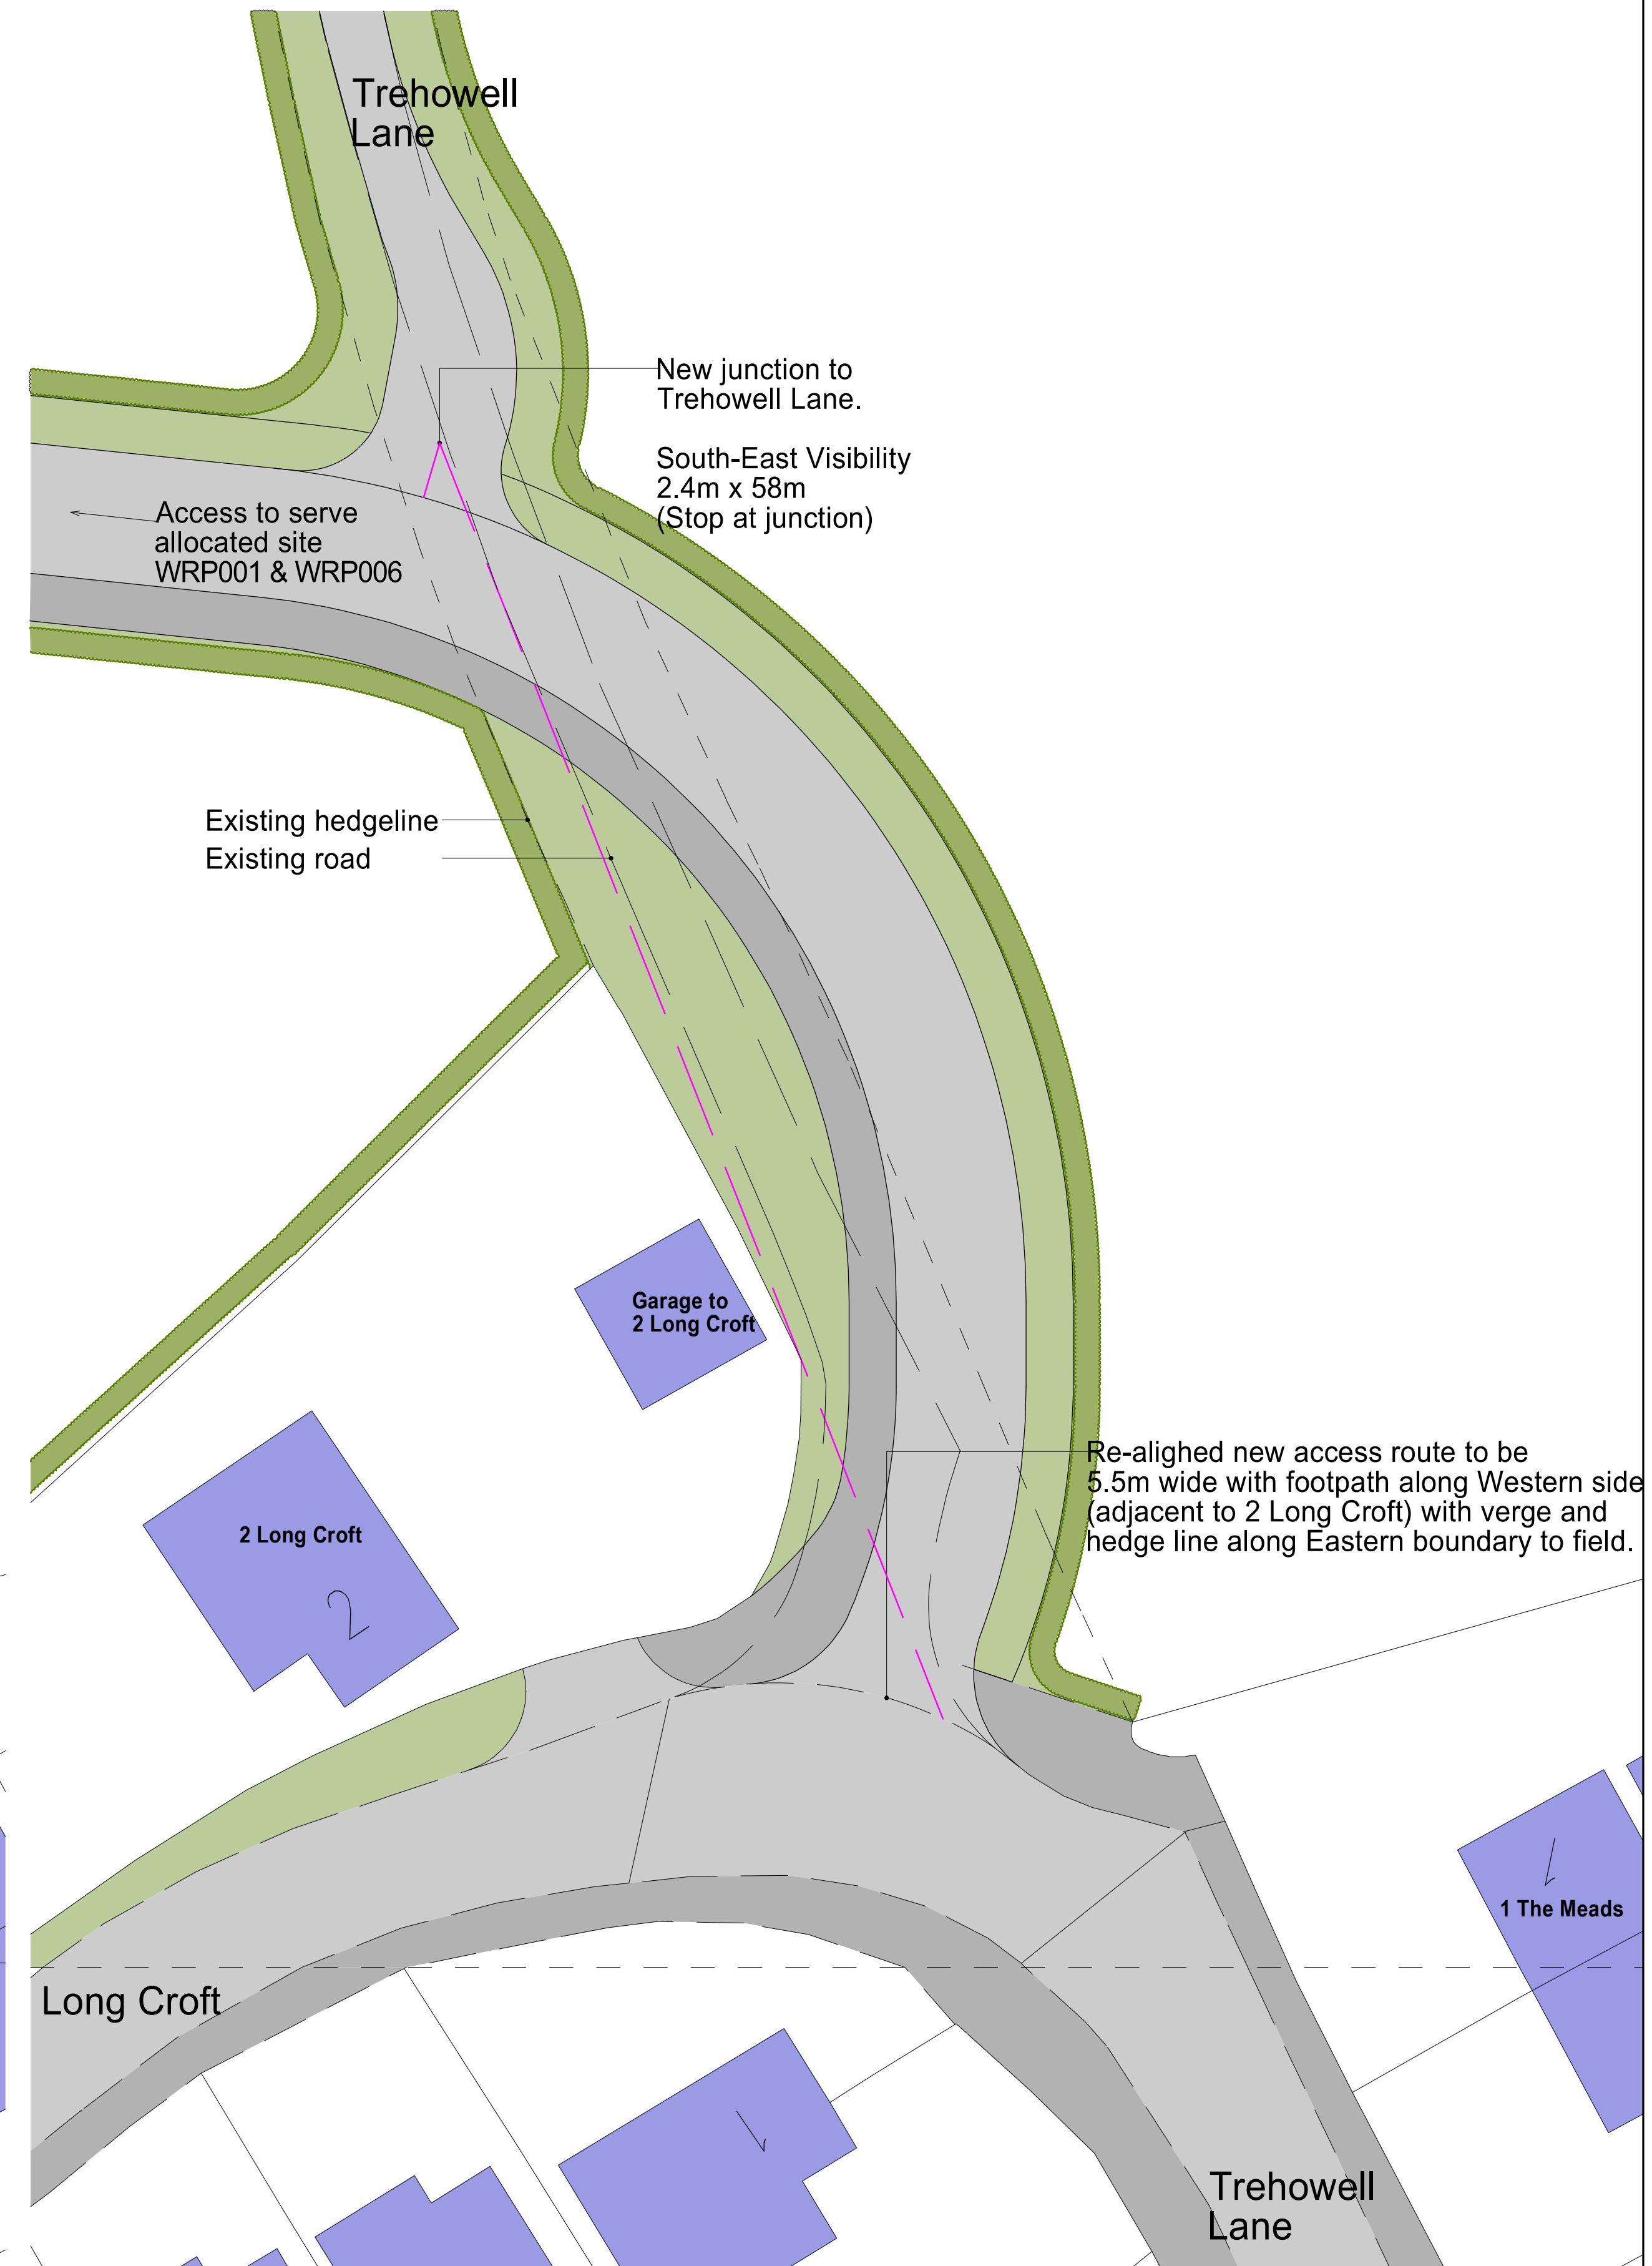 Trehowell
Lane
New junction to
Trehowell Lane.
South-East Visibility
2.4m x 58m
(Stop at junction)
Access to serve
allocated site
WRP001 & WRP006
Existing hedgeline
Existing road
Garage to
2 Long Croft
Re-alighed new access route to be
5.5m wide with footpath along Western side
(adjacent to 2 Long Croft) with verge and
hedge line along Eastern boundary to field.
2 Long Croft
2
1
1 The Meads
Long Croft
1
Trehowell
Lane